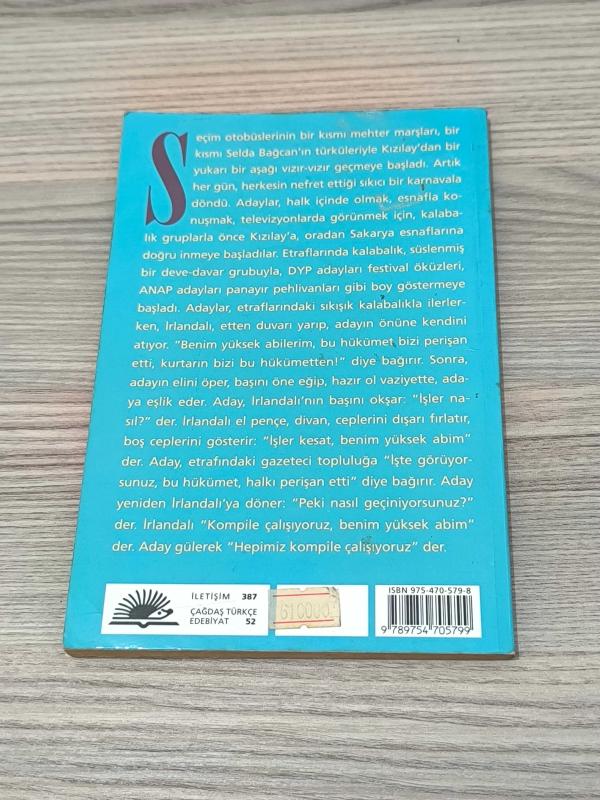 Seçim otobüslerinin bir kısmı mehter marşları, bir
kısmı Selda Bağcan'ın türküleriyle Kızılay'dan bir
yukarı bir aşağı vızır-vızır geçmeye başladı. Artık
her gün, herkesin nefret ettiği sıkıcı bir karnavala
döndü. Adaylar, halk içinde olmak, esnafla ko-
nuşmak, televizyonlarda görünmek için, kalaba-
lık gruplarla önce Kızılay'a, oradan Sakarya esnaflarına
doğru inmeye başladılar. Etraflarında kalabalık, süslenmiş
bir deve-davar grubuyla, DYP adayları festival öküzleri,
ANAP adayları panayır pehlivanları gibi boy göstermeye
başladı. Adaylar, etraflarındaki sıkışık kalabalıkla ilerler-
ken, İrlandalı, etten duvarı yarıp, adayın önüne kendini
atıyor. "Benim yüksek abilerim, bu hükümet bizi perişan
etti, kurtarın bizi bu hükümetten!" diye bağırır. Sonra,
adayın elini öper, başını öne eğip, hazır ol vaziyette, ada-
ya eşlik eder. Aday, İrlandalı'nın başını okşar: "İşler na-
sıl?" der. İrlandalı el pençe, divan, ceplerini dışarı fırlatır,
boş ceplerini gösterir: "İşler kesat, benim yüksek abim"
der. Aday, etrafındaki gazeteci topluluğa "İşte görüyor-
sunuz, bu hükümet, halkı perişan etti" diye bağırır. Aday
yeniden İrlandalı'ya döner: "Peki nasıl geçiniyorsunuz?"
der. İrlandalı "Kompile çalışıyoruz, benim yüksek abim"
der. Aday gülerek "Hepimiz kompile çalışıyoruz" der.
İLETİŞİM 387
ÇAĞDAŞ TÜRKÇE
EDEBİYAT 52
610000
ISBN 975-470-579-8
9 789754 705799